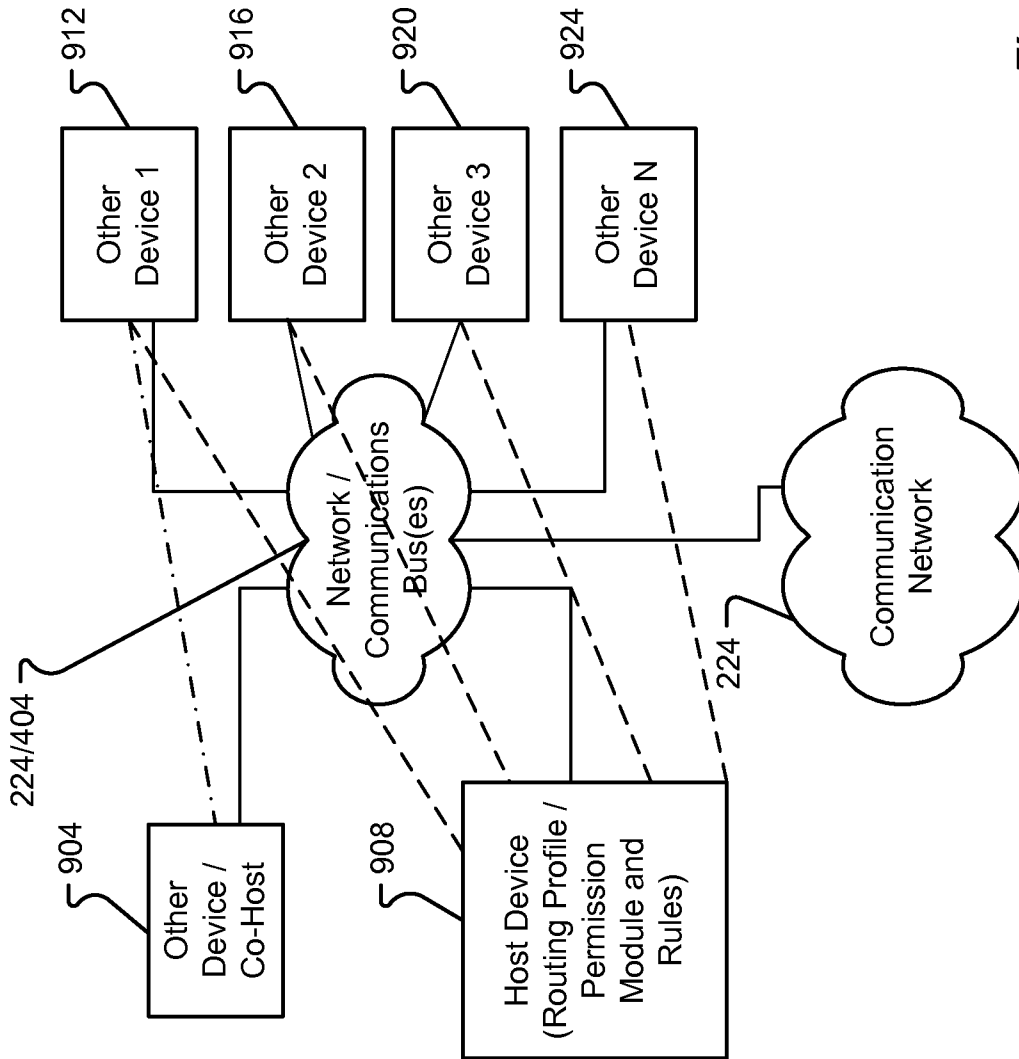 912
916
920
924
Other
Device 1
Other
Device 2
Other
Device 3
Other
Device N
224/404
Network /
Communications
Bus(es)
904
Other
Device /
Co-Host
908
Host Device
(Routing Profile /
Permission
Module and
Rules)
224
Communication
Network